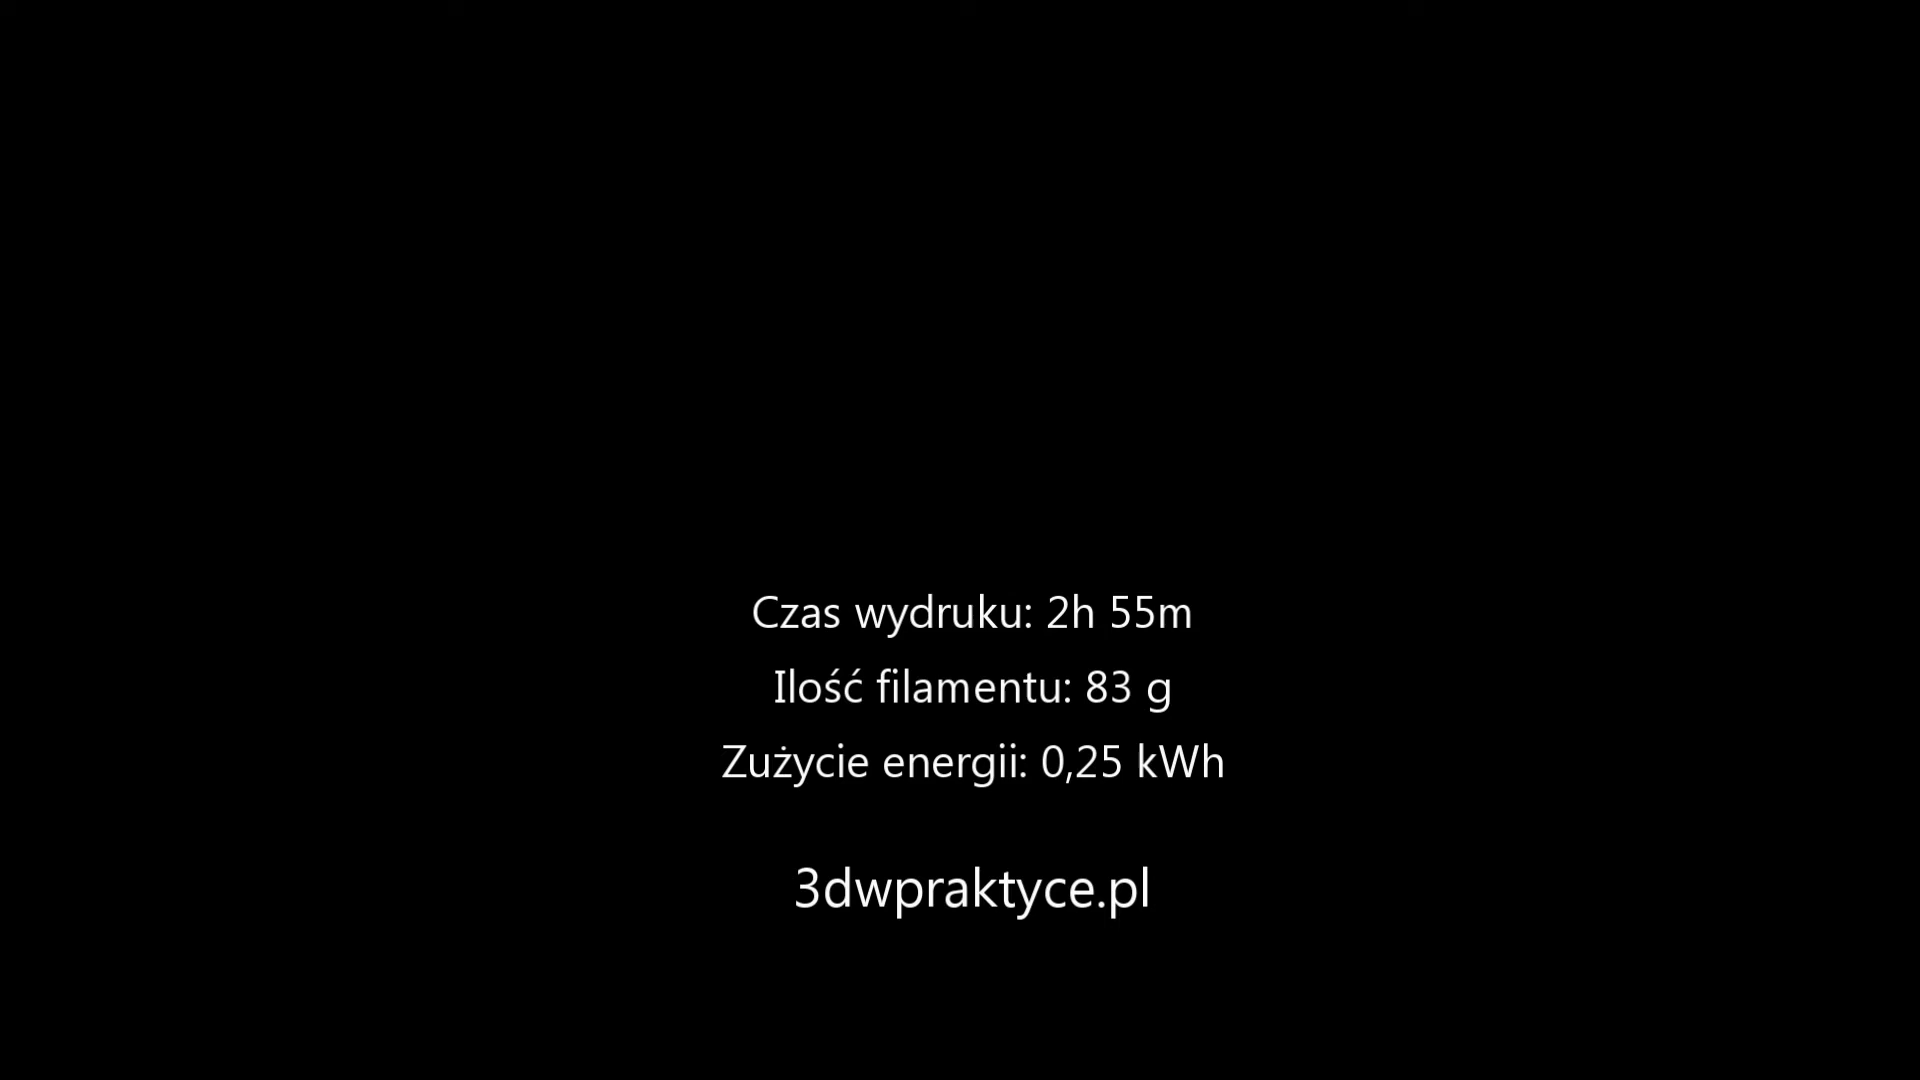 Czas wydruku: 2h 55m
Ilość filamentu: 83 g
Zużycie energii: 0,25 kWh
3dwpraktyce.pl